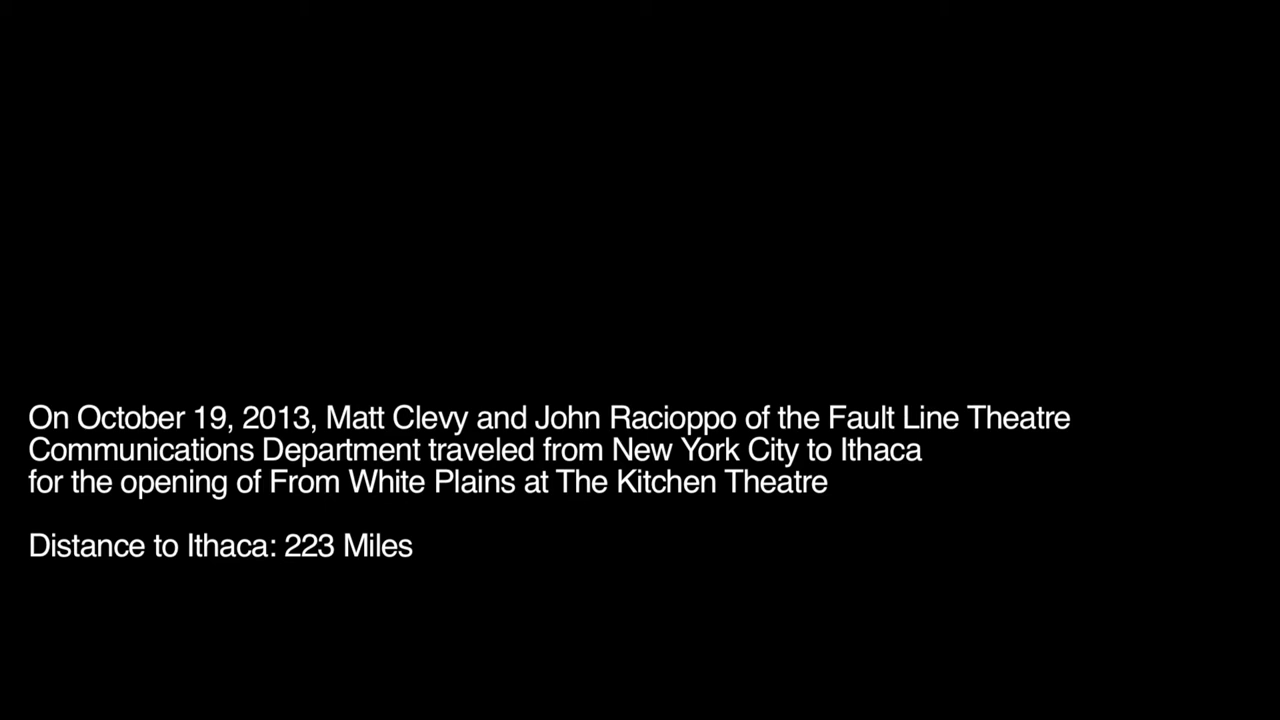 On October 19, 2013, Matt Clevy and John Racioppo of the Fault Line Theatre
Communications Department traveled from New York City to Ithaca
for the opening of From White Plains at The Kitchen Theatre
Distance to Ithaca: 223 Miles